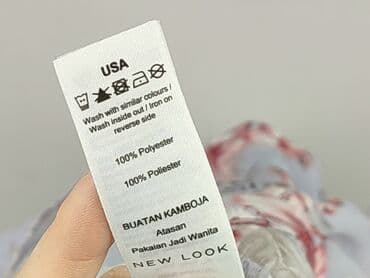 USA
Wash with similar colours /
Wash inside out / Iron on
reverse side
100% Polyester
100% Poliester
BUATAN KAMBOJA
Atasan
Pakaian Jadi Wanita
NEW LOOK